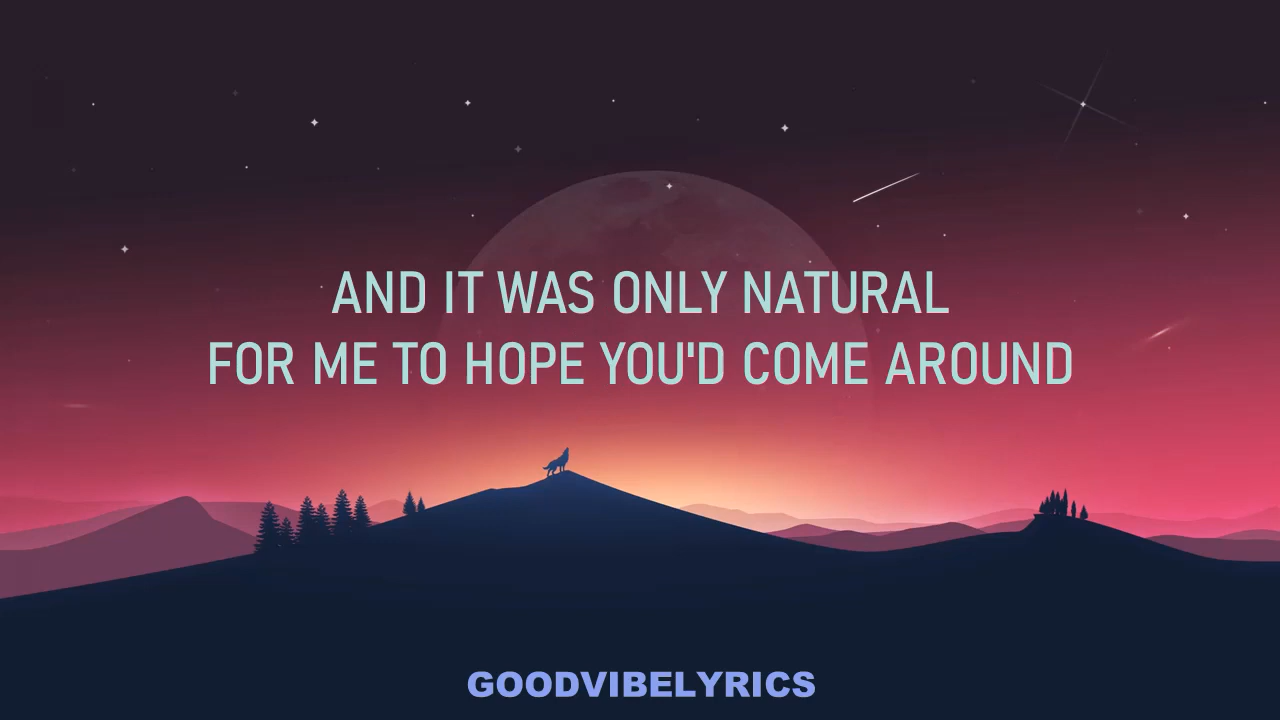 AND IT WAS ONLY NATURAL
FOR ME TO HOPE YOU'D COME AROUND
GOODVIBELYRICS